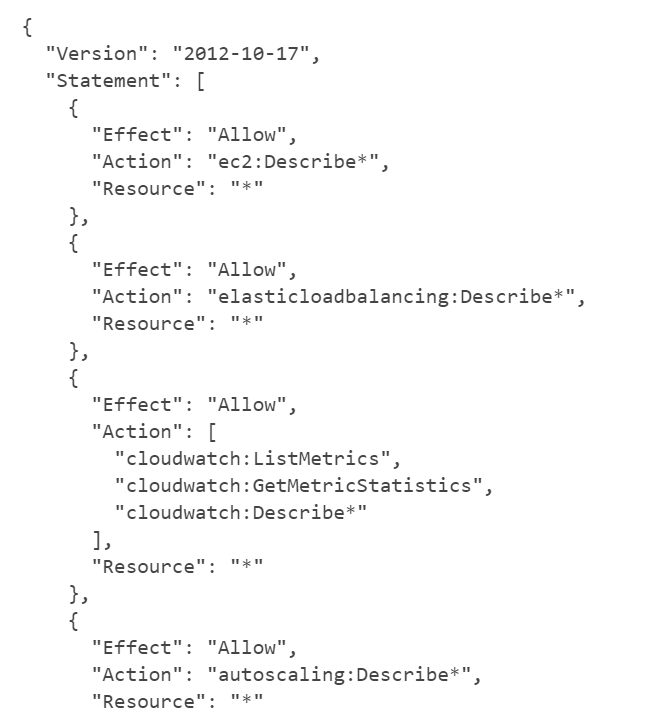 {
  "Version": "2012-10-17",
  "Statement": [
    {
      "Effect": "Allow",
      "Action": "ec2:Describe*",
      "Resource": "*"
    },
    {
      "Effect": "Allow",
      "Action": "elasticloadbalancing:Describe*",
      "Resource": "*"
    },
    {
      "Effect": "Allow",
      "Action": [
        "cloudwatch:ListMetrics",
        "cloudwatch:GetMetricStatistics",
        "cloudwatch:Describe*"
      ],
      "Resource": "*"
    },
    {
      "Effect": "Allow",
      "Action": "autoscaling:Describe*",
      "Resource": "*"